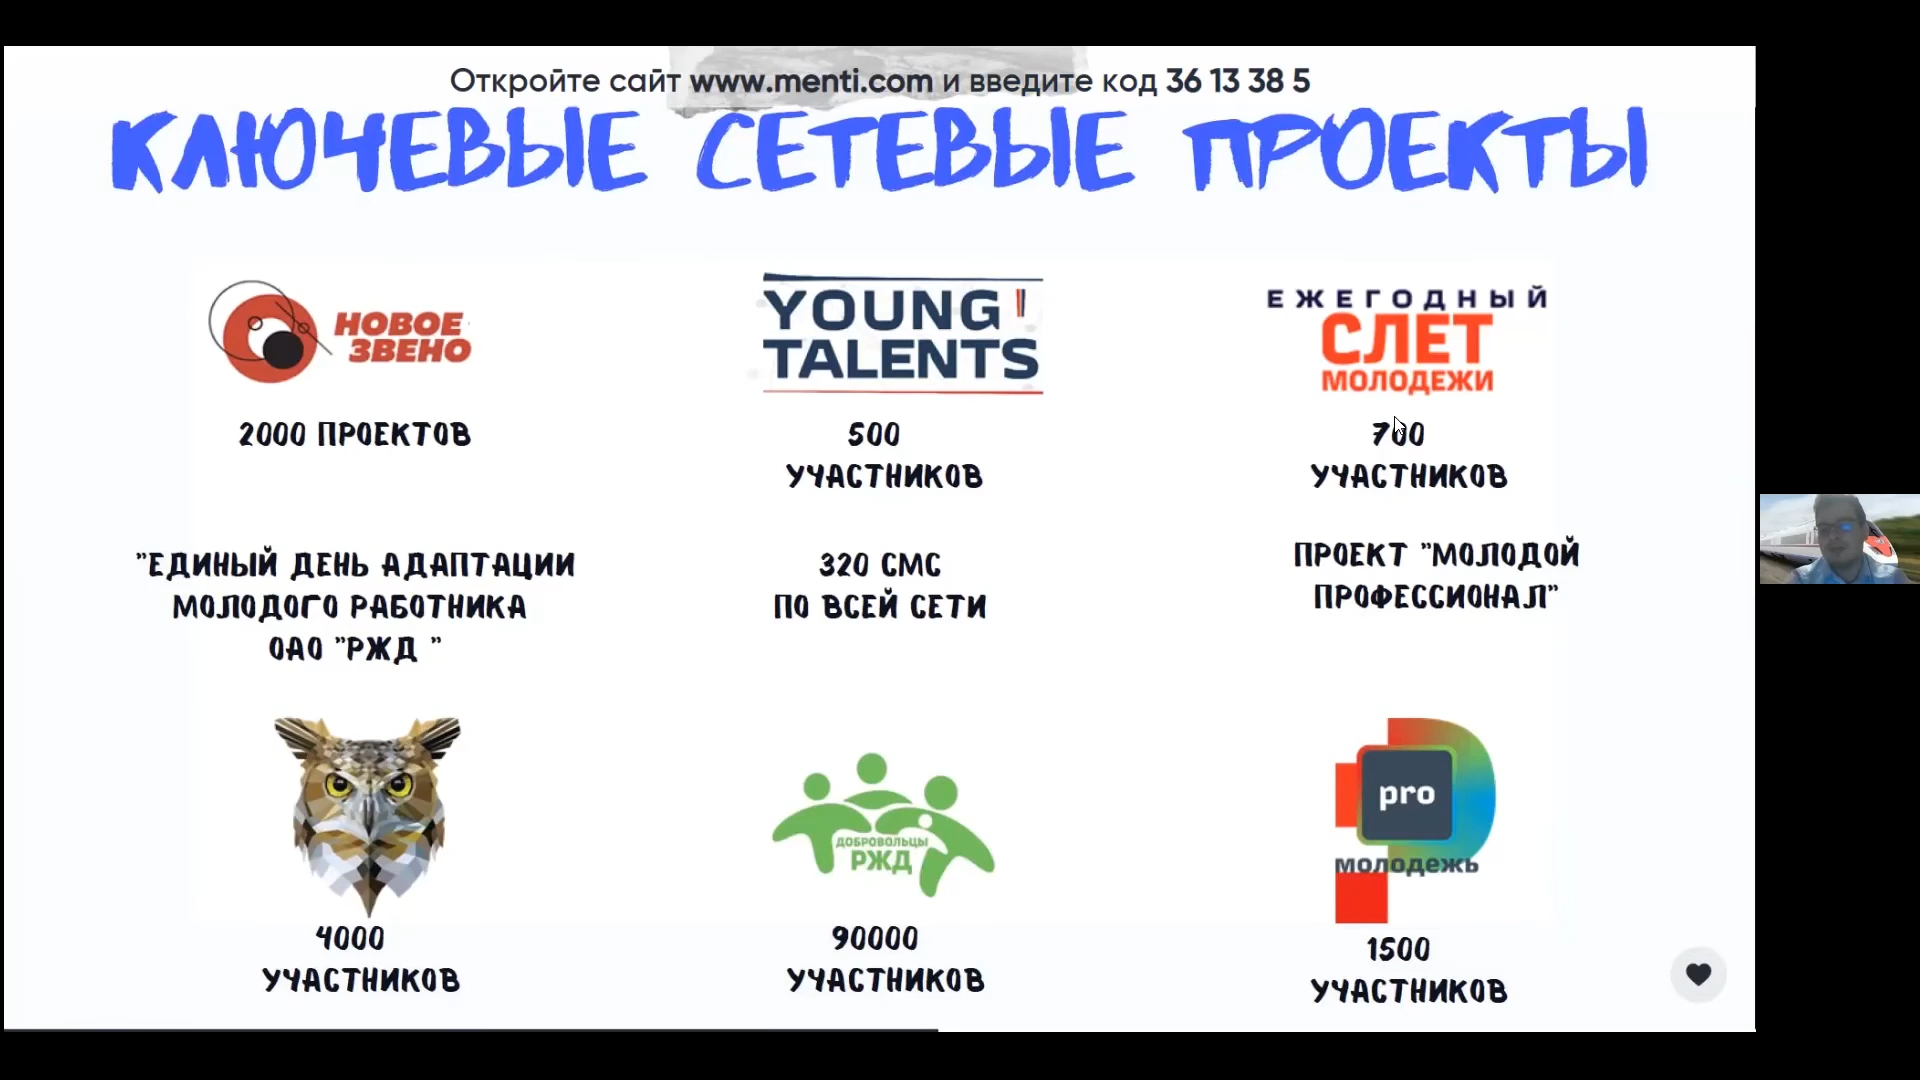 Откройте сайт www.menti.com и введите код 36 13 38 5
КЛЮЧЕВЫЕ СЕТЕВЫЕ ПРОЕКТЫ
НОВОЕ
ЗВЕНО
2000 ПРОЕКТОВ
YOUNG
TALENTS
500
УЧАСТНИКОВ
ЕЖЕГОДНЫЙ
СЛЕТ
МОЛОДЕЖИ
700
УЧАСТНИКОВ
"ЕДИНЫЙ ДЕНЬ АДАПТАЦИИ
МОЛОДОГО РАБОТНИКА
ОАО "РЖД "
320 СМС
ПО ВСЕЙ СЕТИ
ПРОЕКТ "МОЛОДОЙ
ПРОФЕССИОНАЛ"
4000
УЧАСТНИКОВ
ДОБРОВОЛЬЦЫ
РЖД
90000
УЧАСТНИКОВ
pro
молодежь
1500
УЧАСТНИКОВ